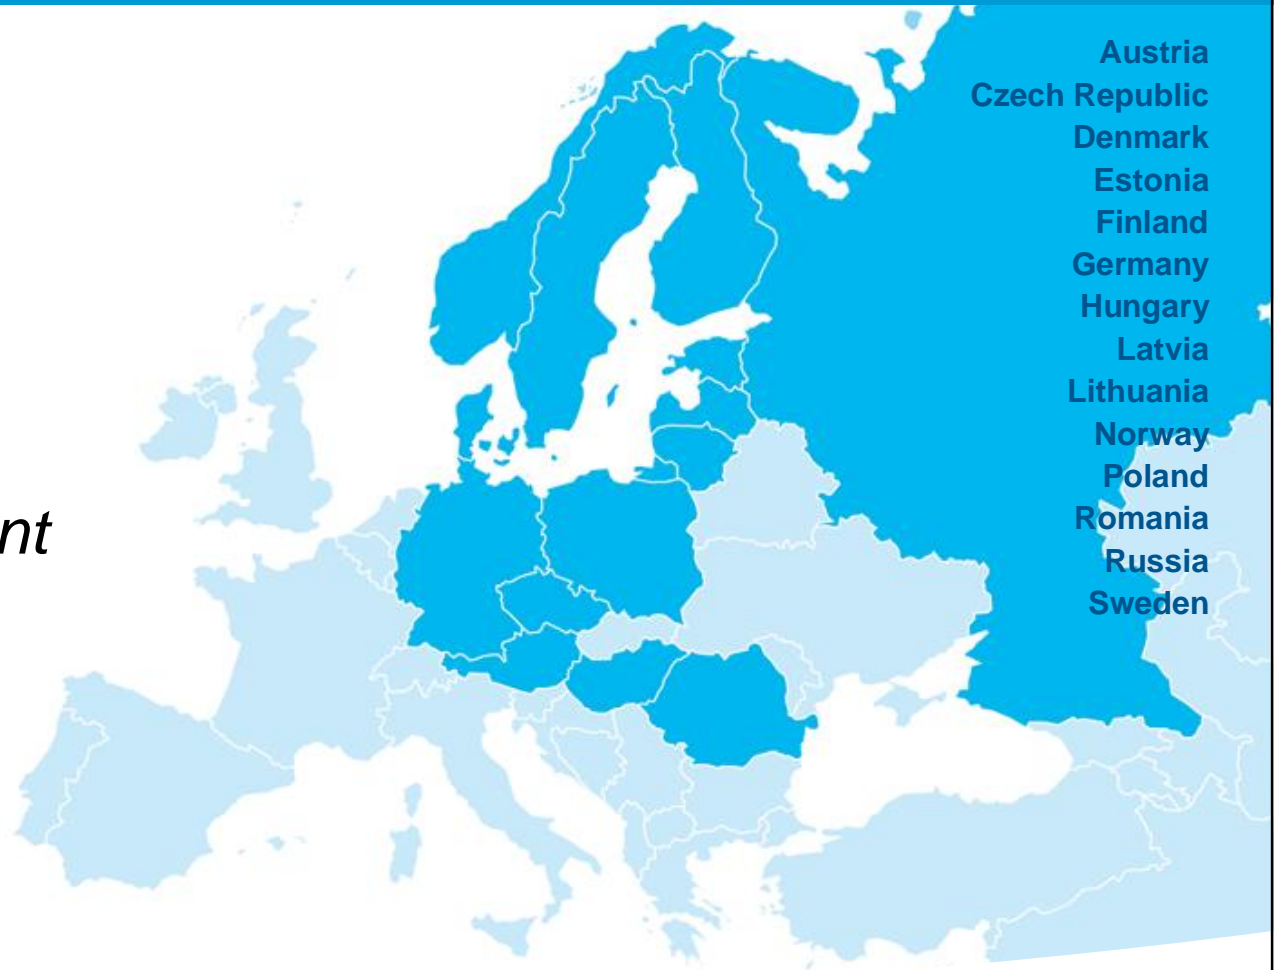 Austria
Czech Republic
Denmark
Estonia
Finland
Germany
Hungary
Latvia
Lithuania
Norway
Poland
Romania
Russia
Sweden
nt